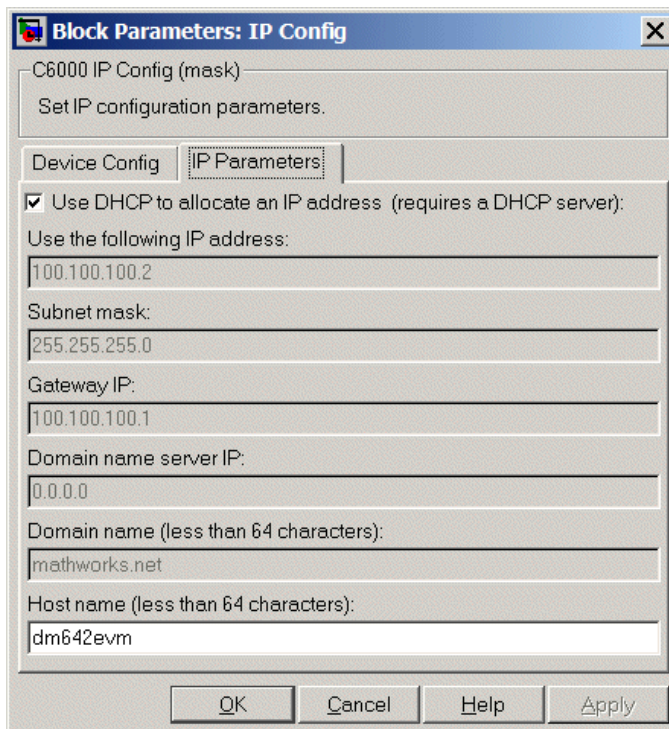 Block Parameters: IP Config
C6000 IP Config (mask)
Set IP configuration parameters.
Device Config IP Parameters
Use DHCP to allocate an IP address (requires a DHCP server):
Use the following IP address:
100.100.100.2
Subnet mask:
255.255.255.0
Gateway IP:
100.100.100.1
Domain name server IP:
0.0.0.0
Domain name (less than 64 characters):
mathworks.net
Host name (less than 64 characters):
dm642evm
OK Cancel Help Apply